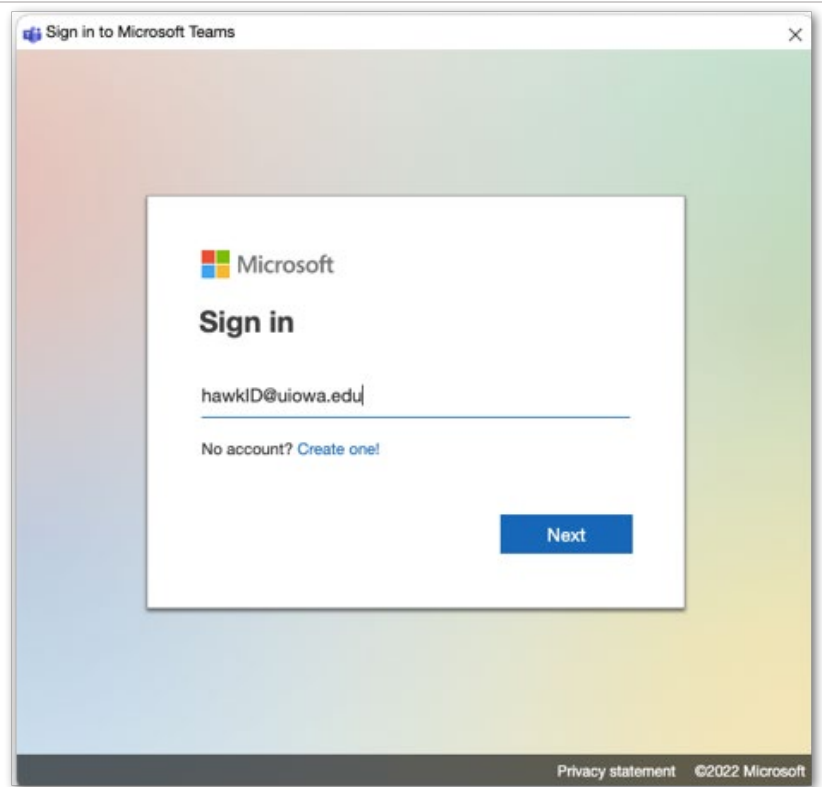 Sign in to Microsoft Teams
Microsoft
Sign in
hawkID@uiowa.edu
No account? Create one!
Next
Privacy statement ©2022 Microsoft